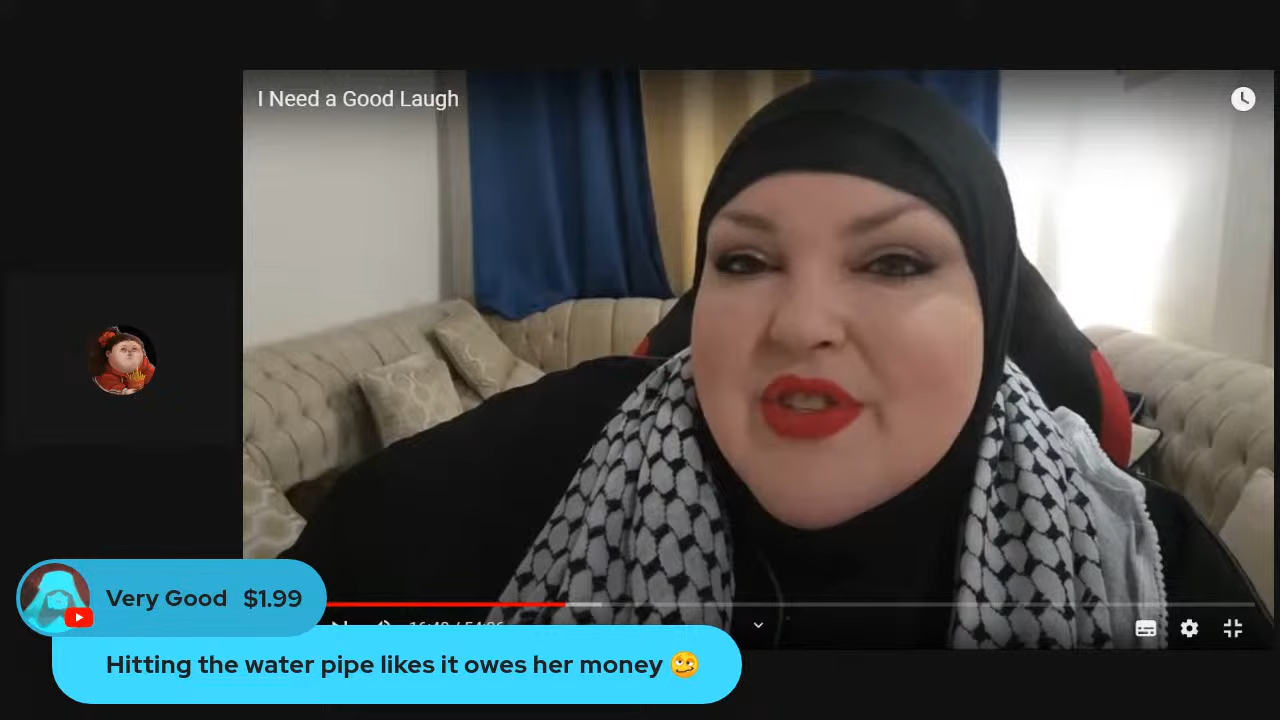 I Need a Good Laugh
Very Good $1.99
Hitting the water pipe likes it owes her money 🥴